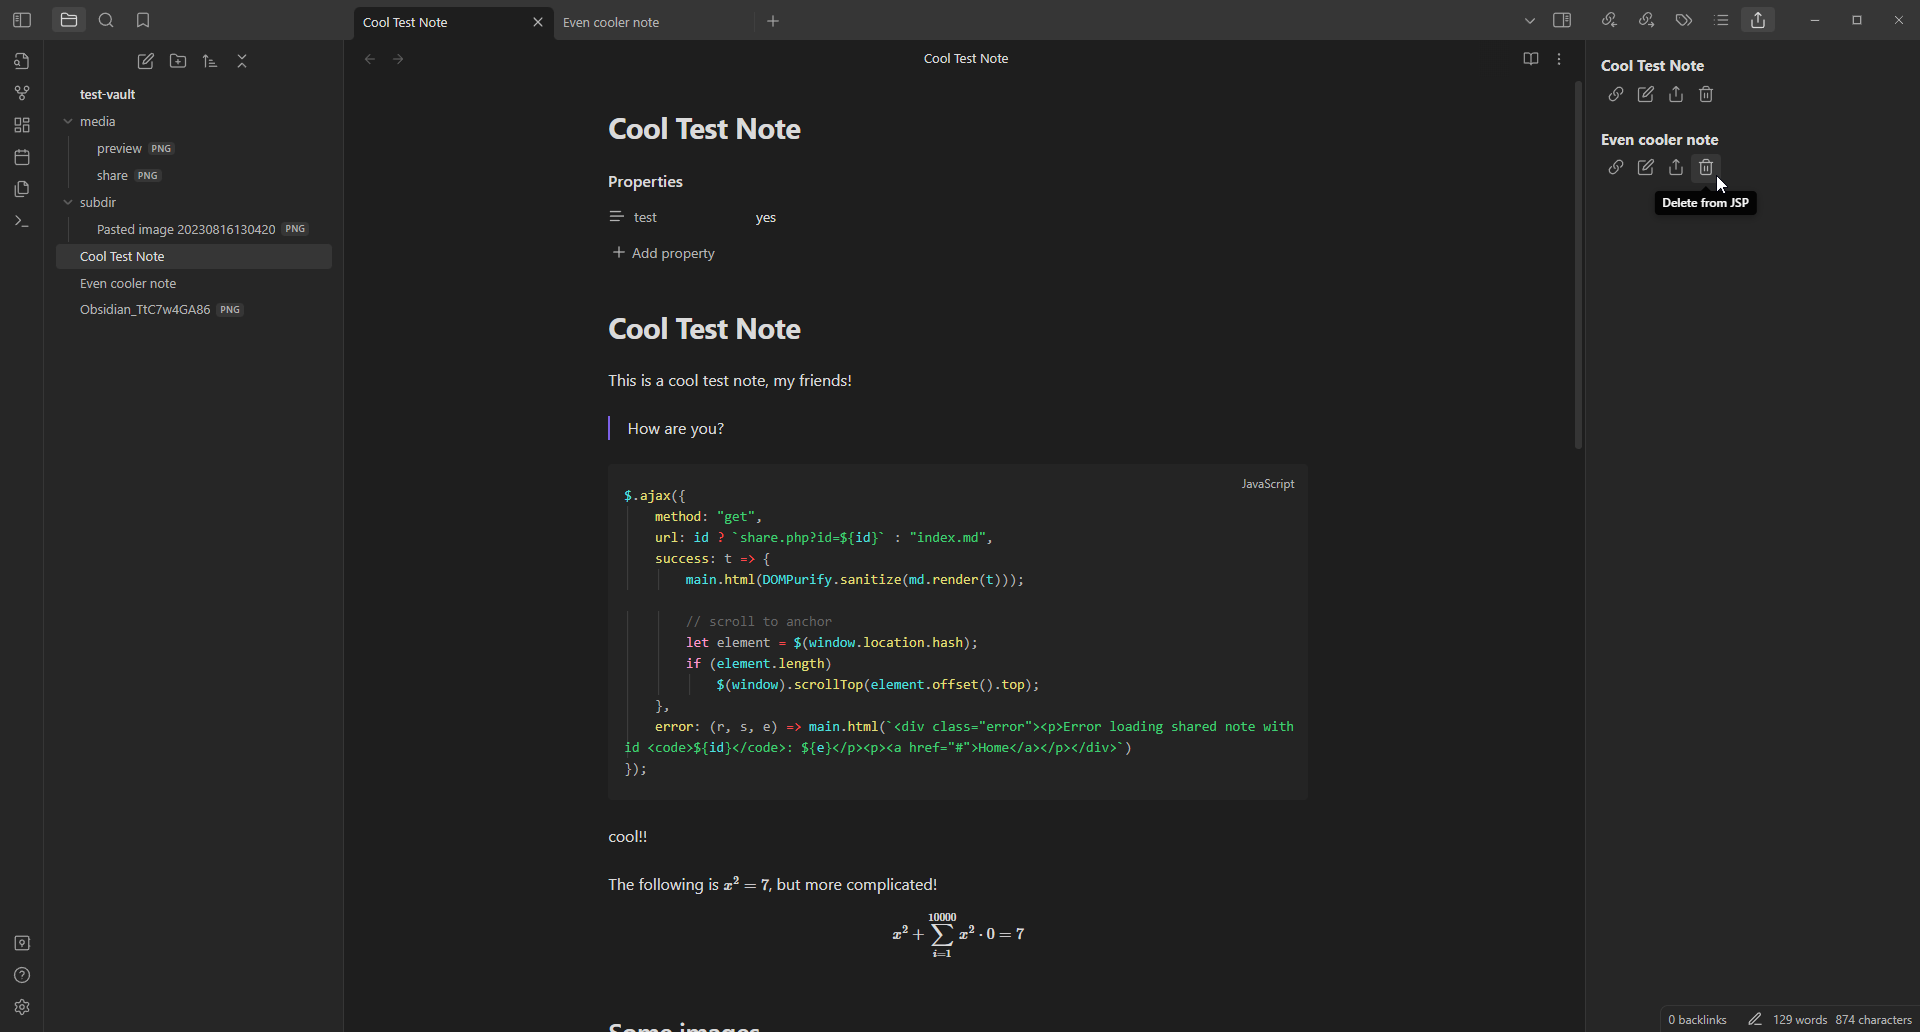 Cool Test Note
Even cooler note
test-vault
media
preview PNG
share PNG
subdir
Pasted image 20230816130420 PNG
Cool Test Note
Even cooler note
Obsidian_TtC7w4GA86 PNG
Cool Test Note
Cool Test Note
Properties
test yes
Add property
Cool Test Note
This is a cool test note, my friends!
How are you?
JavaScript
$.ajax({
    method: "get",
    url: id ? `share.php?id=${id}` : "index.md",
    success: t => {
        main.html(DOMPurify.sanitize(md.render(t)));
        // scroll to anchor
        let element = $(window.location.hash);
        if (element.length)
            $(window).scrollTop(element.offset().top);
    },
    error: (r, s, e) => main.html(`<div class="error"><p>Error loading shared note with
id <code>${id}</code>: ${e}</p><p><a href="#">Home</a></p></div>`)
});
cool!!
The following is x² = 7, but more complicated!
10000
x² + ∑ x² · 0 = 7
i=1
Some images
Cool Test Note
Even cooler note
Delete from JSP
0 backlinks 129 words 874 characters